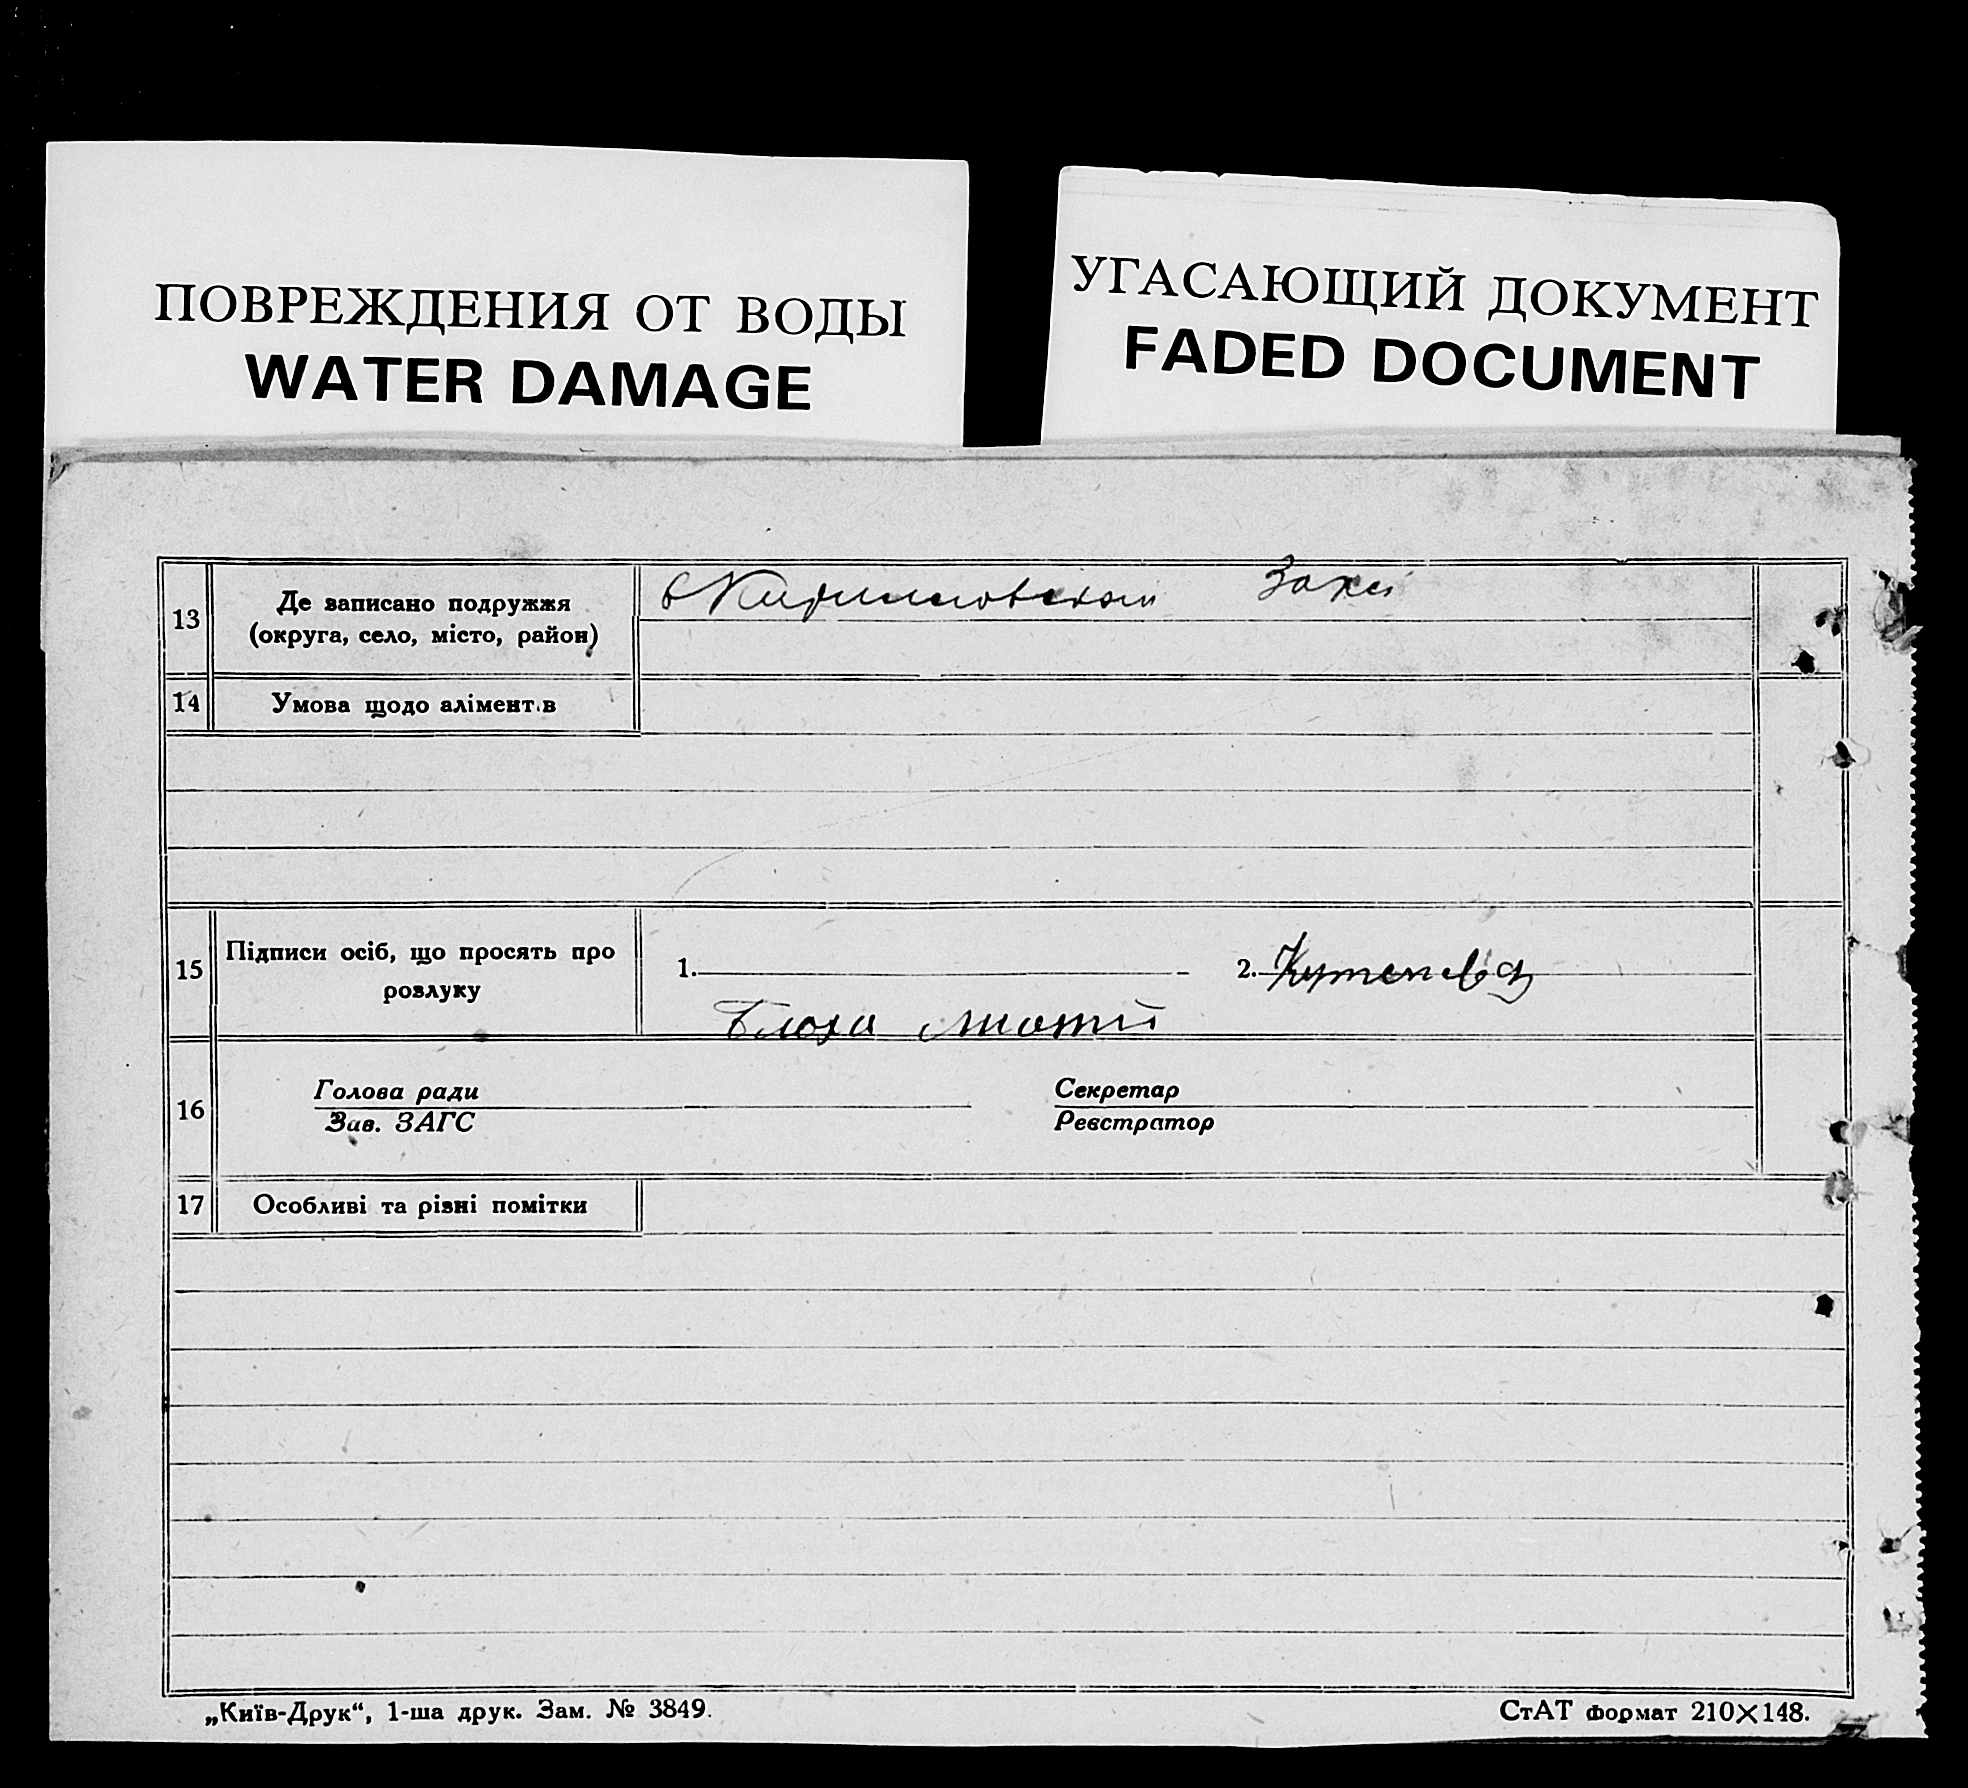 ПОВРЕЖДЕНИЯ ОТ ВОДЫ
WATER DAMAGE
УГАСАЮЩИЙ ДОКУМЕНТ
FADED DOCUMENT
13
Де записано подружжя
(округа, село, місто, район)
в
14
Умова щодо алімент.в
15
Підписи осіб, що просять про
розлуку
1.
2.
Блоха
16
Голова ради
Зав. ЗАГС
Секретар
Реєстратор
17
Особливі та різні помітки
„Київ-Друк“, 1-ша друк. Зам. № 3849.
СтАТ формат 210×148.